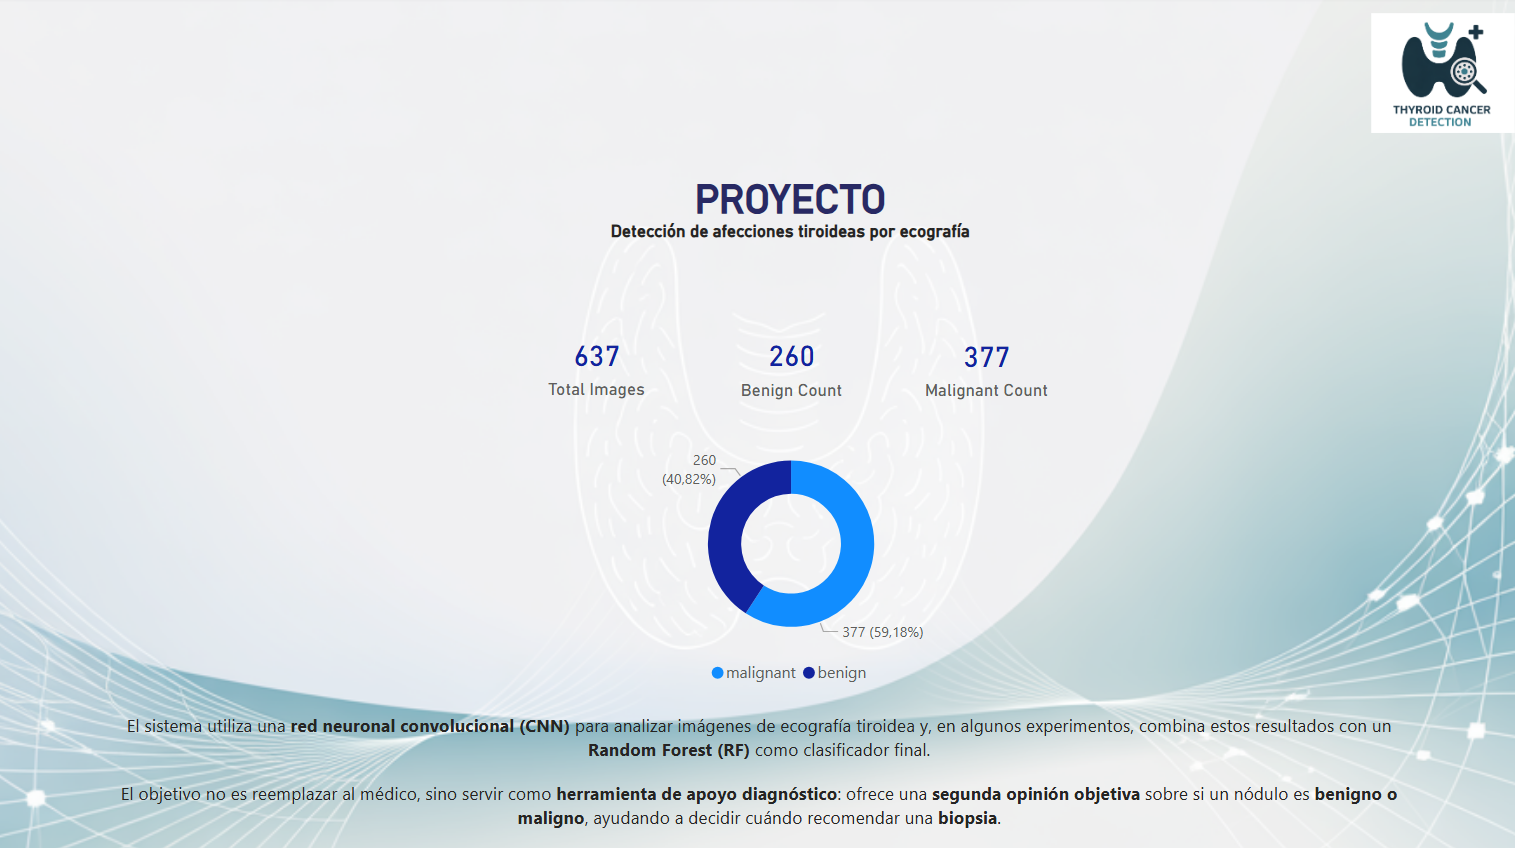 THYROID CANCER
DETECTION
PROYECTO
Detección de afecciones tiroideas por ecografía
637
Total Images
260
Benign Count
377
Malignant Count
260
(40,82%)
377 (59,18%)
malignant
benign
El sistema utiliza una red neuronal convolucional (CNN) para analizar imágenes de ecografía tiroidea y, en algunos experimentos, combina estos resultados con un
Random Forest (RF) como clasificador final.
El objetivo no es reemplazar al médico, sino servir como herramienta de apoyo diagnóstico: ofrece una segunda opinión objetiva sobre si un nódulo es benigno o
maligno, ayudando a decidir cuándo recomendar una biopsia.